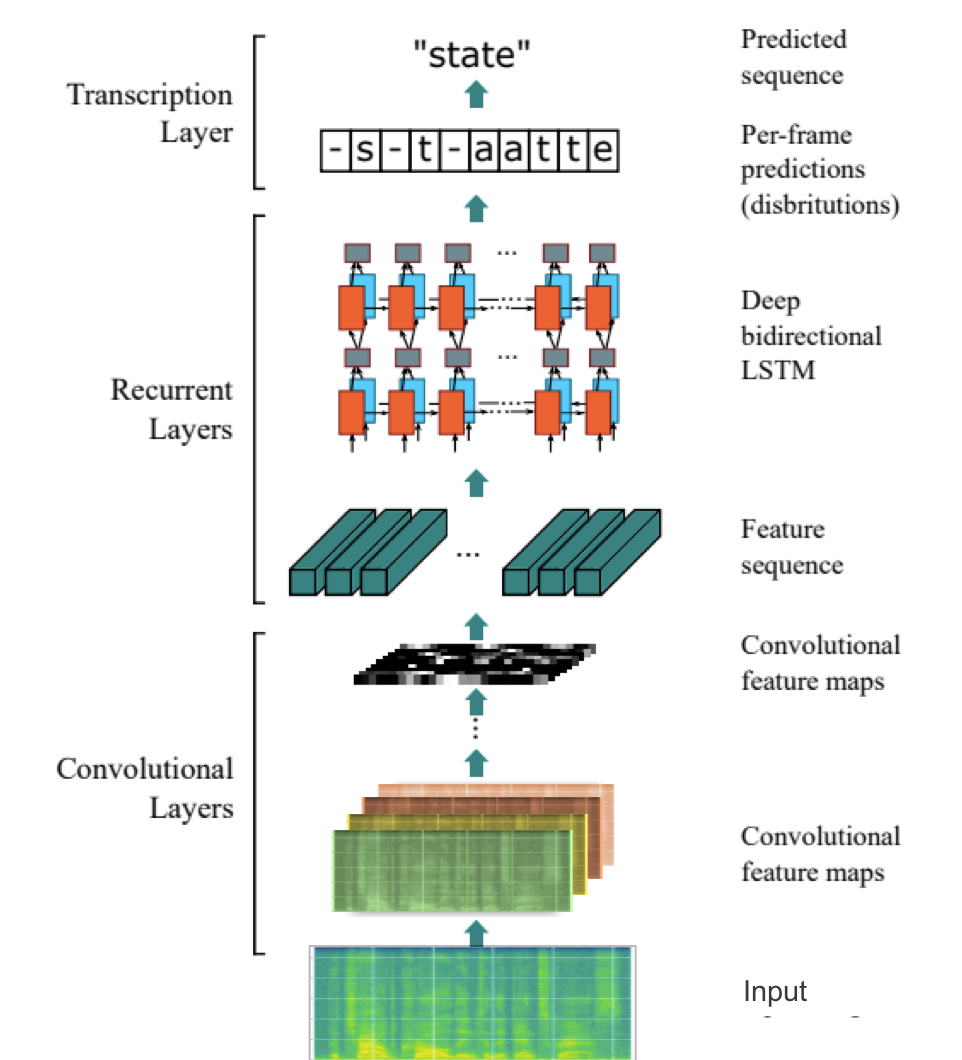 "state"
Predicted
sequence
Transcription
Layer
-s-t-aatte
Per-frame
predictions
(disbritutions)
...
Deep
bidirectional
LSTM
...
Recurrent
Layers
...
Feature
sequence
Convolutional
feature maps
Convolutional
Layers
Convolutional
feature maps
Input